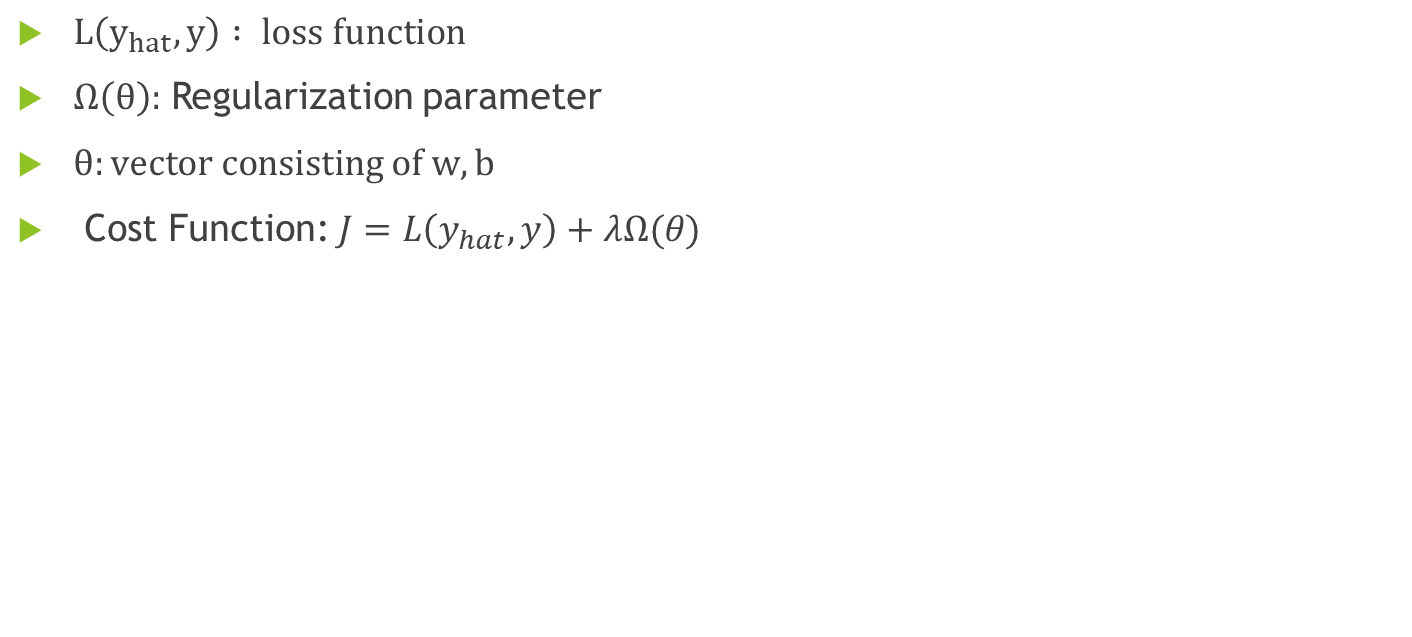 L(y_hat, y) : loss function
Ω(θ): Regularization parameter
θ: vector consisting of w, b
Cost Function: J = L(y_hat, y) + λΩ(θ)